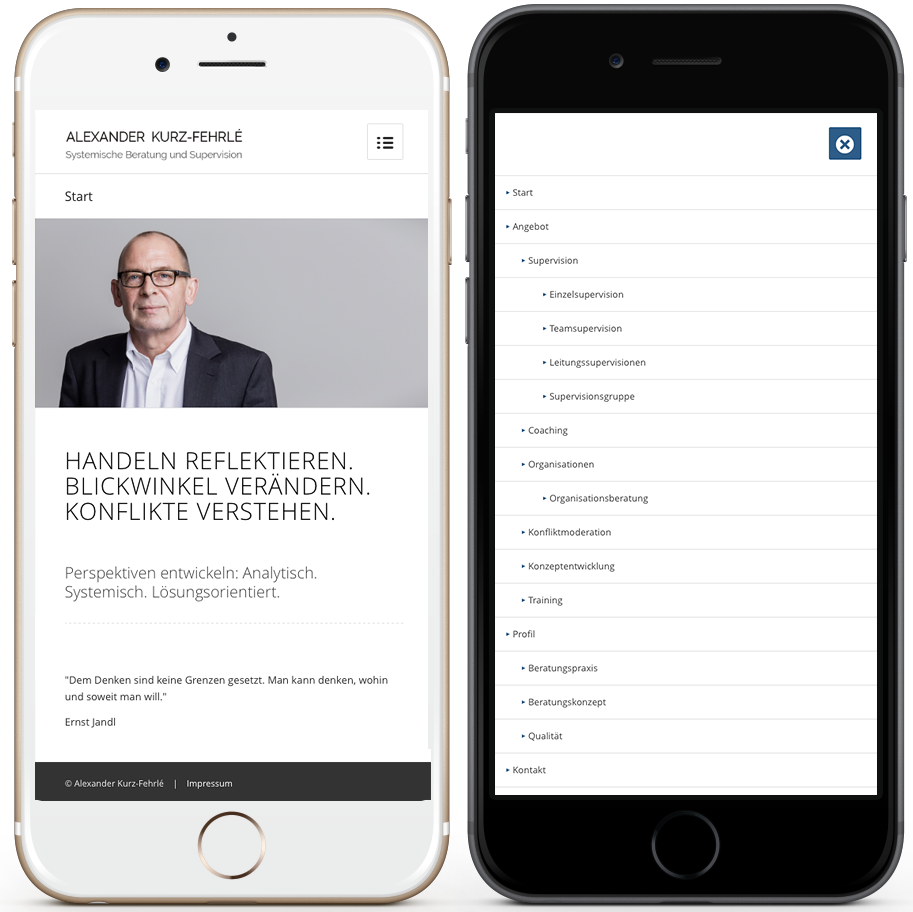 ALEXANDER KURZ-FEHRLÉ
Systemische Beratung und Supervision
Start
HANDELN REFLEKTIEREN.
BLICKWINKEL VERÄNDERN.
KONFLIKTE VERSTEHEN.
Perspektiven entwickeln: Analytisch.
Systemisch. Lösungsorientiert.
"Dem Denken sind keine Grenzen gesetzt. Man kann denken, wohin
und soweit man will."
Ernst Jandl
© Alexander Kurz-Fehrlé | Impressum
Start
Angebot
Supervision
Einzelsupervision
Teamsupervision
Leitungssupervisionen
Supervisionsgruppe
Coaching
Organisationen
Organisationsberatung
Konfliktmoderation
Konzeptentwicklung
Training
Profil
Beratungspraxis
Beratungskonzept
Qualität
Kontakt